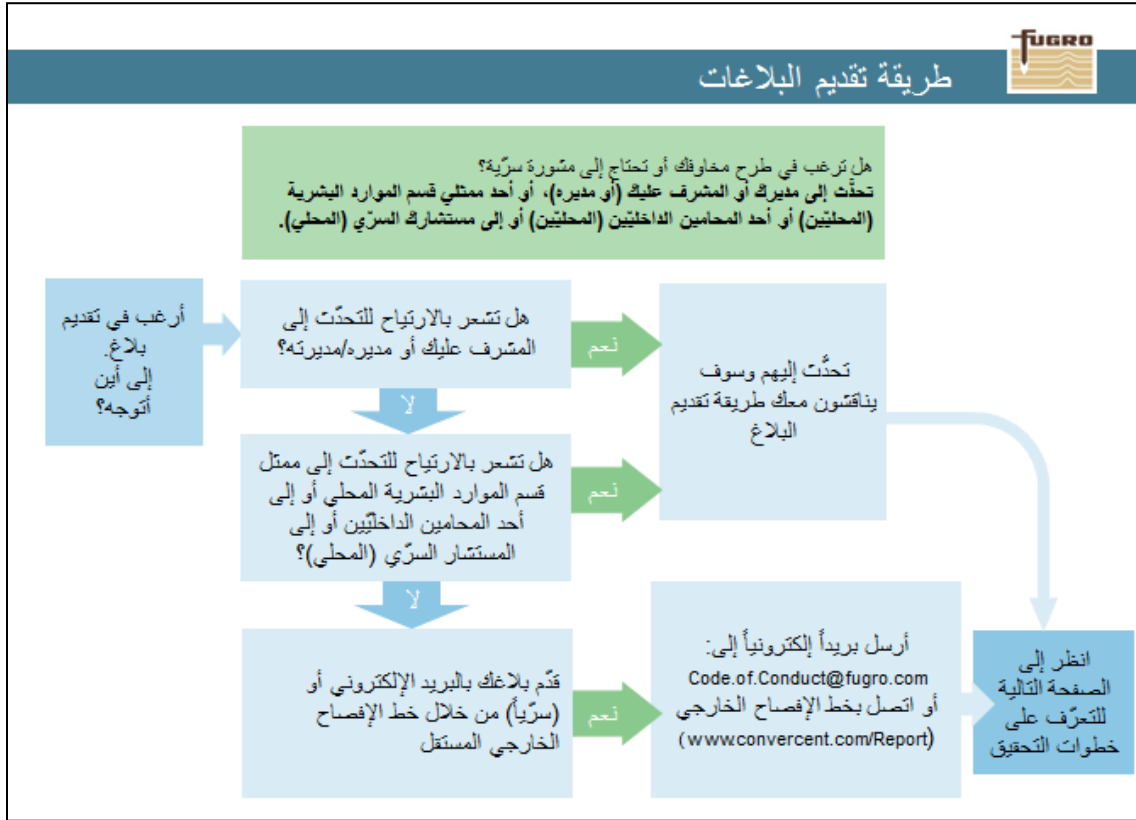 FUGRO
طريقة تقديم البلاغات
هل ترغب في طرح مخاوفك أو تحتاج إلى مشورة سرّية؟
تحدَّث إلى مديرك أو المشرف عليك (أو مديره)، أو أحد ممثلي قسم الموارد البشرية
(المحليّين) أو أحد المحامين الداخليّين (المحليّين) أو إلى مستشارك السرّي (المحلي).
أرغب في تقديم
بلاغ.
إلى أين
أتوجه؟
هل تشعر بالارتياح للتحدّث إلى
المشرف عليك أو مديره/مديرته؟
نعم
تحدَّث إليهم وسوف
يناقشون معك طريقة تقديم
البلاغ
لا
هل تشعر بالارتياح للتحدّث إلى ممثل
قسم الموارد البشرية المحلي أو إلى
أحد المحامين الداخليّين أو إلى
المستشار السرّي (المحلي)؟
نعم
لا
قدّم بلاغك بالبريد الإلكتروني أو
(سرّياً) من خلال خط الإفصاح
الخارجي المستقل
نعم
أرسل بريداً إلكترونياً إلى:
Code.of.Conduct@fugro.com
أو اتصل بخط الإفصاح الخارجي
(www.convercent.com/Report)
انظر إلى
الصفحة التالية
للتعرّف على
خطوات التحقيق